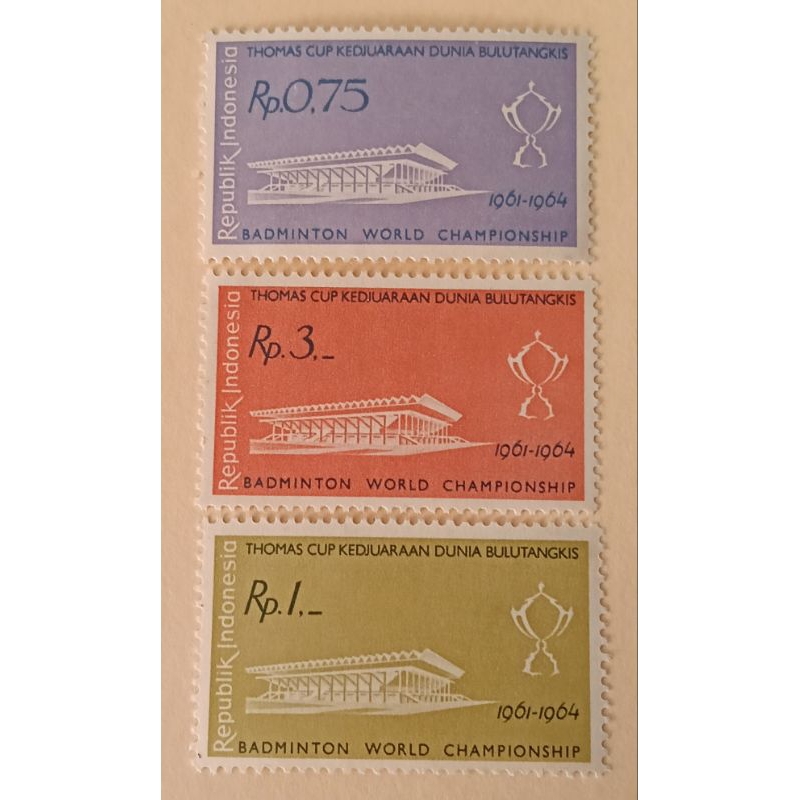 THOMAS CUP KEDJUARAAN DUNIA BULUTANGKIS
Republik Indonesia
Rp.0,75
1961-1964
BADMINTON WORLD CHAMPIONSHIP
THOMAS CUP KEDJUARAAN DUNIA BULUTANGKIS
Republik Indonesia
Rp.3,_
1961-1964
BADMINTON WORLD CHAMPIONSHIP
THOMAS CUP KEDJUARAAN DUNIA BULUTANGKIS
Republik Indonesia
Rp.1,_
1961-1964
BADMINTON WORLD CHAMPIONSHIP